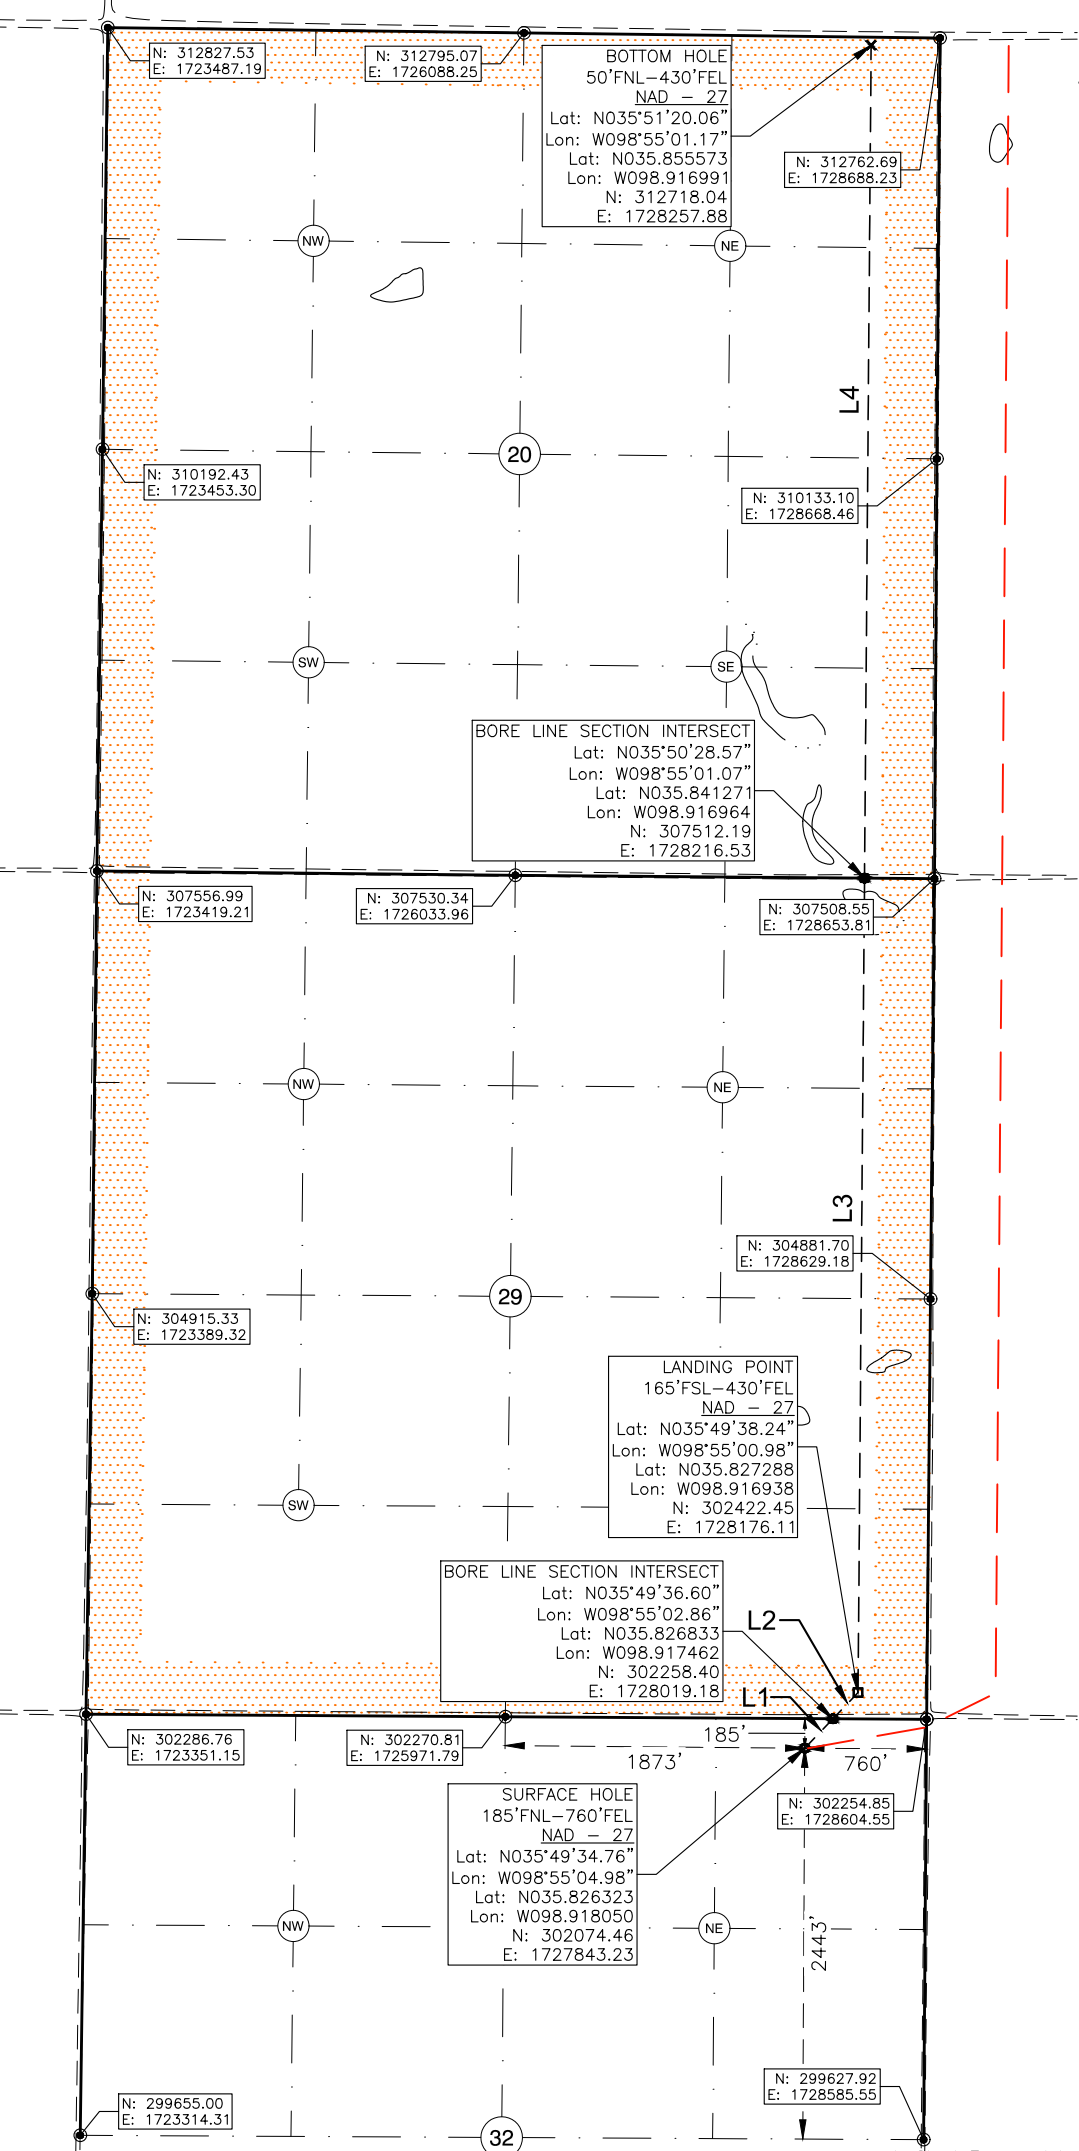 N: 312827.53
E: 1723487.19
N: 312795.07
E: 1726088.25
BOTTOM HOLE
50'FNL-430'FEL
NAD - 27
Lat: N035°51'20.06"
Lon: W098°55'01.17"
Lat: N035.855573
Lon: W098.916991
N: 312718.04
E: 1728257.88
N: 312762.69
E: 1728688.23
NW
NE
L4
20
N: 310192.43
E: 1723453.30
N: 310133.10
E: 1728668.46
SW
SE
BORE LINE SECTION INTERSECT
Lat: N035°50'28.57"
Lon: W098°55'01.07"
Lat: N035.841271
Lon: W098.916964
N: 307512.19
E: 1728216.53
N: 307556.99
E: 1723419.21
N: 307530.34
E: 1726033.96
N: 307508.55
E: 1728653.81
NW
NE
L3
N: 304881.70
E: 1728629.18
29
N: 304915.33
E: 1723389.32
LANDING POINT
165'FSL-430'FEL
NAD - 27
Lat: N035°49'38.24"
Lon: W098°55'00.98"
Lat: N035.827288
Lon: W098.916938
N: 302422.45
E: 1728176.11
SW
BORE LINE SECTION INTERSECT
Lat: N035°49'36.60"
Lon: W098°55'02.86"
Lat: N035.826833
Lon: W098.917462
N: 302258.40
E: 1728019.18
L2
L1
N: 302286.76
E: 1723351.15
N: 302270.81
E: 1725971.79
185'
1873'
760'
SURFACE HOLE
185'FNL-760'FEL
NAD - 27
Lat: N035°49'34.76"
Lon: W098°55'04.98"
Lat: N035.826323
Lon: W098.918050
N: 302074.46
E: 1727843.23
N: 302254.85
E: 1728604.55
NW
NE
2443'
N: 299655.00
E: 1723314.31
N: 299627.92
E: 1728585.55
32